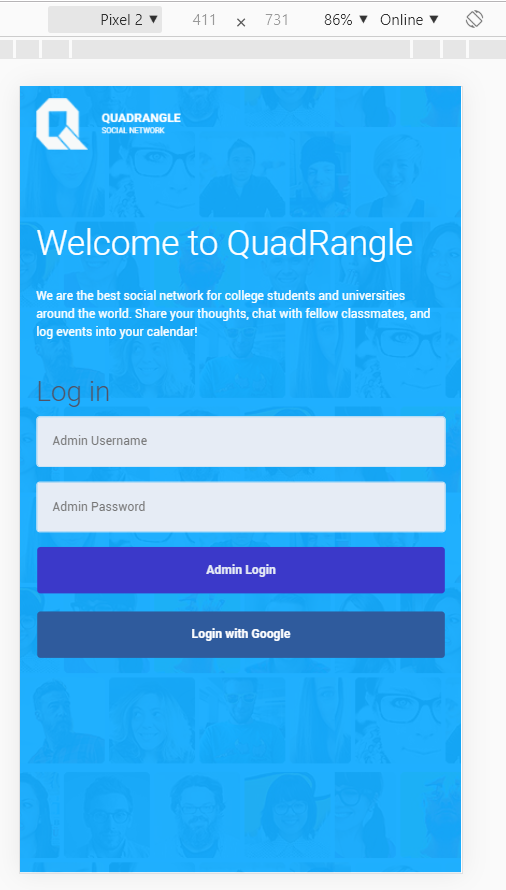 Pixel 2 ▼ 411 × 731 86% ▼ Online ▼
QUADRANGLE
SOCIAL NETWORK
Welcome to QuadRangle
We are the best social network for college students and universities
around the world. Share your thoughts, chat with fellow classmates, and
log events into your calendar!
Log in
Admin Username
Admin Password
Admin Login
Login with Google